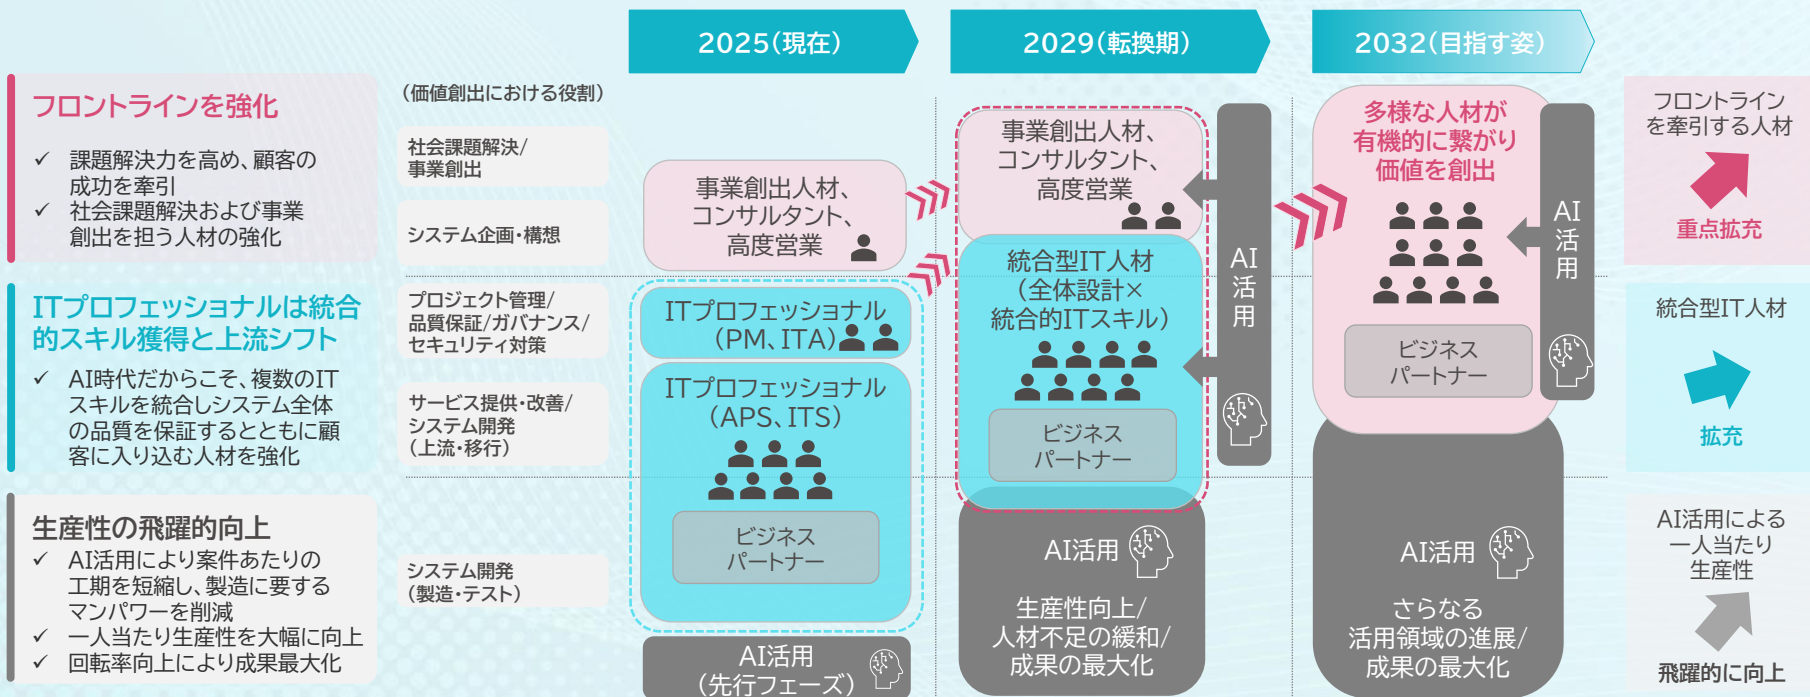 2025(現在)
2029(転換期)
2032(目指す姿)
フロントラインを強化
✓ 課題解決力を高め、顧客の
成功を牽引
✓ 社会課題解決および事業
創出を担う人材の強化
ITプロフェッショナルは統合
的スキル獲得と上流シフト
✓ AI時代だからこそ、複数のIT
スキルを統合しシステム全体
の品質を保証するとともに顧
客に入り込む人材を強化
生産性の飛躍的向上
✓ AI活用により案件あたりの
工期を短縮し、製造に要する
マンパワーを削減
✓ 一人当たり生産性を大幅に向上
✓ 回転率向上により成果最大化
(価値創出における役割)
社会課題解決/
事業創出
システム企画・構想
プロジェクト管理/
品質保証/ガバナンス/
セキュリティ対策
サービス提供・改善/
システム開発
(上流・移行)
システム開発
(製造・テスト)
事業創出人材、
コンサルタント、
高度営業
ITプロフェッショナル
(PM、ITA)
ITプロフェッショナル
(APS、ITS)
ビジネス
パートナー
AI活用
(先行フェーズ)
事業創出人材、
コンサルタント、
高度営業
統合型IT人材
(全体設計×
統合的ITスキル)
ビジネス
パートナー
AI活用
生産性向上/
人材不足の緩和/
成果の最大化
AI
活
用
多様な人材が
有機的に繋がり
価値を創出
ビジネス
パートナー
AI
活
用
AI活用
さらなる
活用領域の進展/
成果の最大化
フロントライン
を牽引する人材
重点拡充
統合型IT人材
拡充
AI活用による
一人当たり
生産性
飛躍的に向上